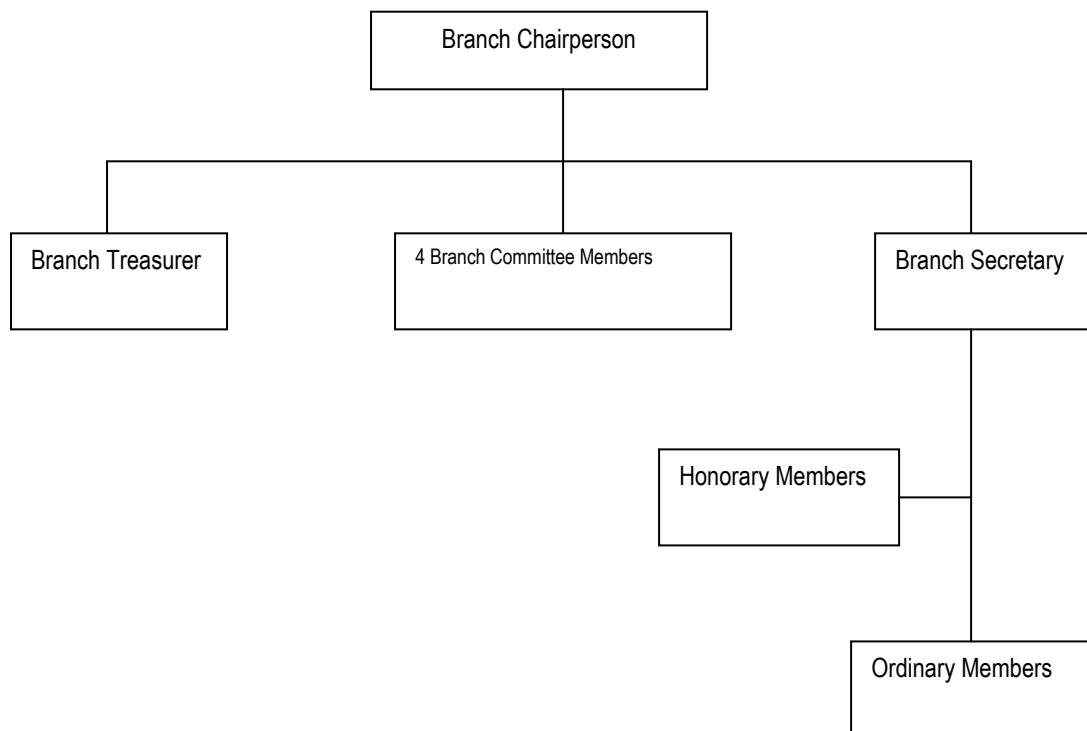 Branch Chairperson
Branch Treasurer
4 Branch Committee Members
Branch Secretary
Honorary Members
Ordinary Members